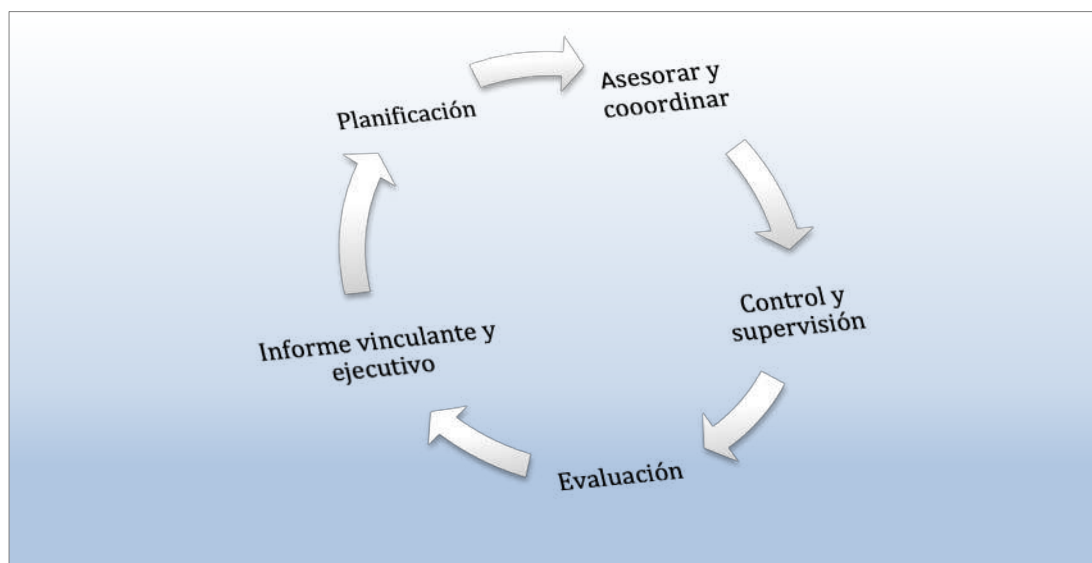 Planificación
Asesorar y
cooordinar
Control y
supervisión
Evaluación
Informe vinculante y
ejecutivo